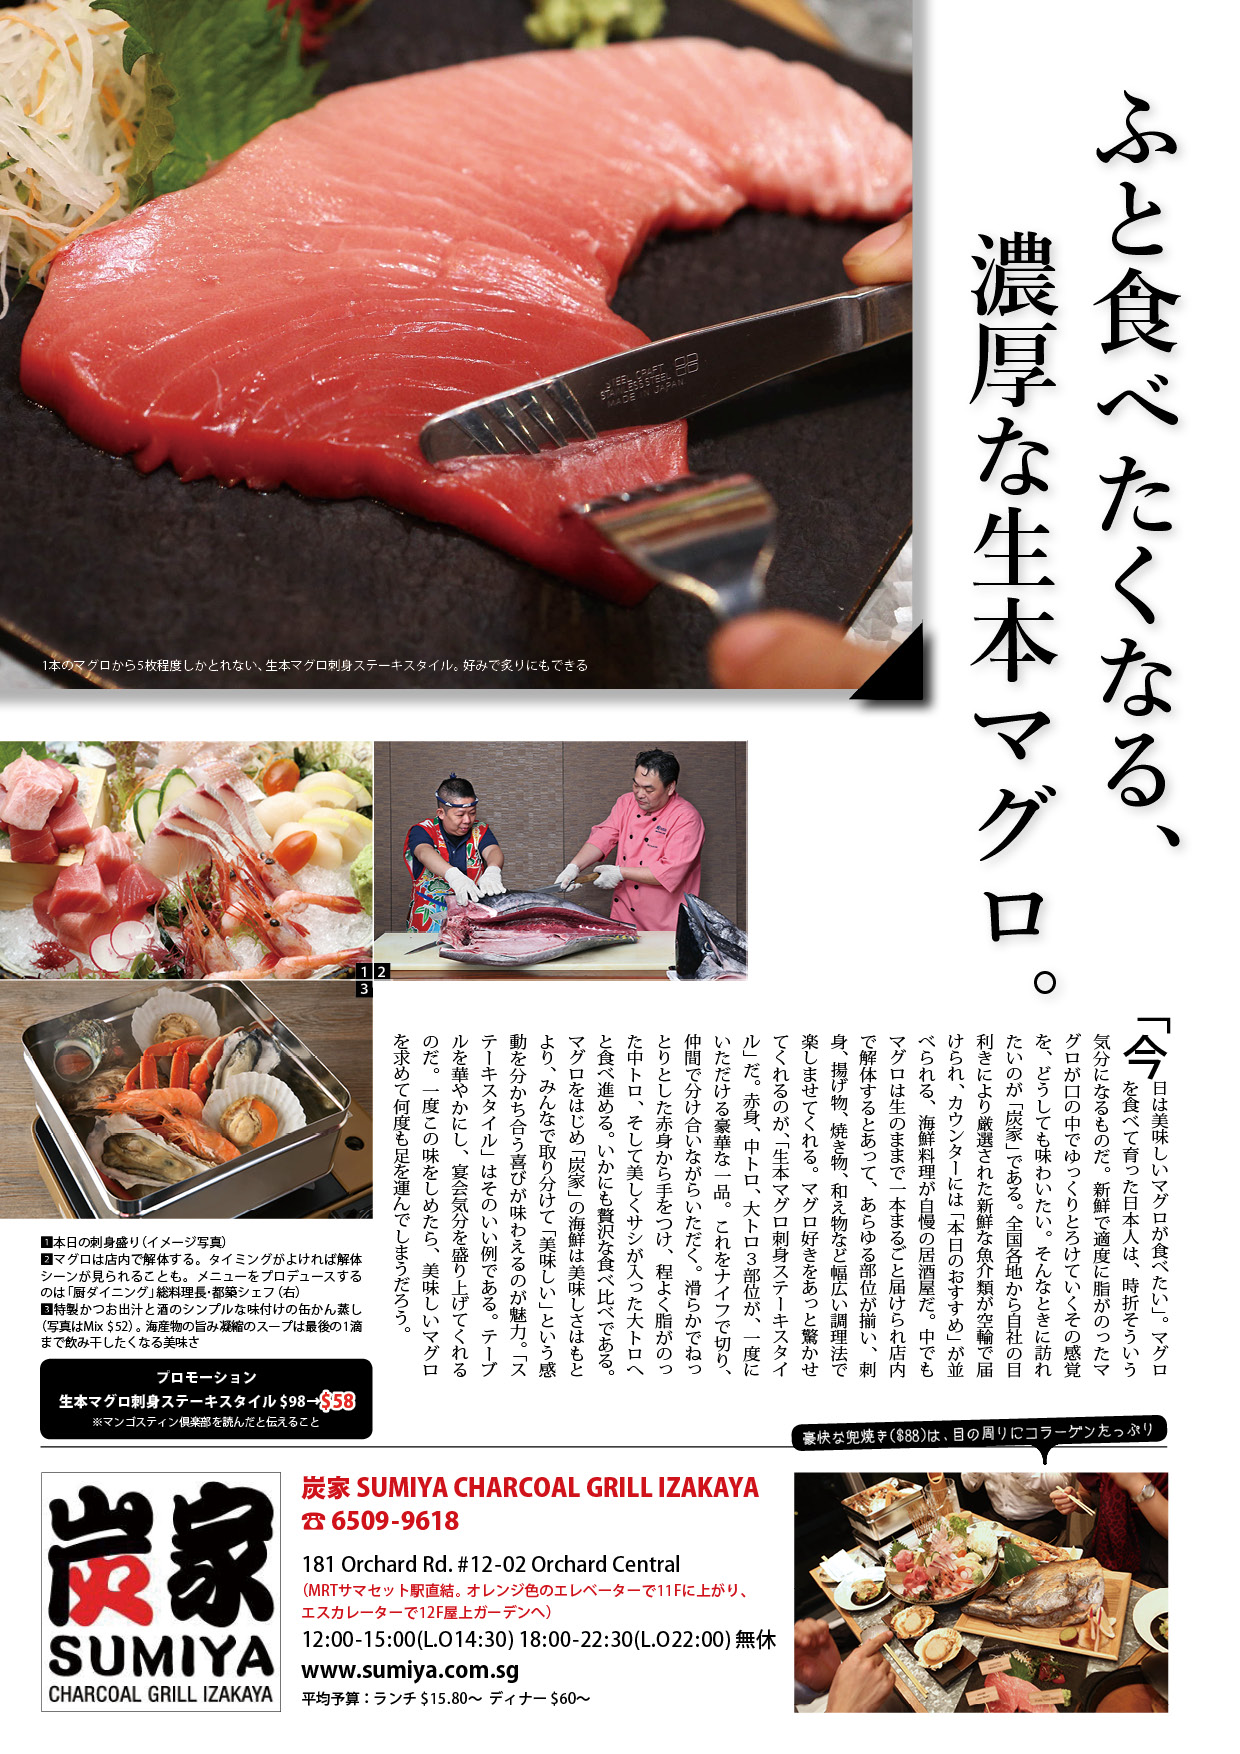 ふと食べたくなる、
濃厚な生本マグロ。
STEEL CRAFT
STAINLESS STEEL
MADE IN JAPAN
1本のマグロから5枚程度しかとれない、生本マグロ刺身ステーキスタイル。好みで炙りにもできる
1 2
3
「今日は美味しいマグロが食べたい」。マグロ
を食べて育った日本人は、時折そういう
気分になるものだ。新鮮で適度に脂がのったマ
グロが口の中でゆっくりとろけていくその感覚
を、どうしても味わいたい。そんなときに訪れ
たいのが「炭家」である。全国各地から自社の目
利きにより厳選された新鮮な魚介類が空輸で届
けられ、カウンターには「本日のおすすめ」が並
べられる、海鮮料理が自慢の居酒屋だ。中でも
マグロは生のままで一本まるごと届けられ店内
で解体するとあって、あらゆる部位が揃い、刺
身、揚げ物、焼き物、和え物など幅広い調理法で
楽しませてくれる。マグロ好きをあっと驚かせ
てくれるのが、「生本マグロ刺身ステーキスタイ
ル」だ。赤身、中トロ、大トロ３部位が、一度に
いただける豪華な一品。これをナイフで切り、
仲間で分け合いながらいただく。滑らかでねっ
とりとした赤身から手をつけ、程よく脂がのっ
た中トロ、そして美しくサシが入った大トロへ
と食べ進める。いかにも贅沢な食べ比べである。
マグロをはじめ「炭家」の海鮮は美味しさはもと
より、みんなで取り分けて「美味しい」という感
動を分かち合う喜びが味わえるのが魅力。「ス
テーキスタイル」はそのいい例である。テーブ
ルを華やかにし、宴会気分を盛り上げてくれる
のだ。一度この味をしめたら、美味しいマグロ
を求めて何度も足を運んでしまうだろう。
1本日の刺身盛り（イメージ写真）
2マグロは店内で解体する。タイミングがよければ解体
シーンが見られることも。メニューをプロデュースする
のは「厨ダイニング」総料理長・都築シェフ（右）
3特製かつお出汁と酒のシンプルな味付けの缶かん蒸し
（写真はMix $52）。海産物の旨み凝縮のスープは最後の1滴
まで飲み干したくなる美味さ
プロモーション
生本マグロ刺身ステーキスタイル $98→$58
※マンゴスティン倶楽部を読んだと伝えること
豪快な兜焼き($88)は、目の周りにコラーゲンたっぷり
炭家
SUMIYA
CHARCOAL GRILL IZAKAYA
炭家 SUMIYA CHARCOAL GRILL IZAKAYA
☎ 6509-9618
181 Orchard Rd. #12-02 Orchard Central
（MRTサマセット駅直結。オレンジ色のエレベーターで11Fに上がり、
エスカレーターで12F屋上ガーデンへ）
12:00-15:00(L.O14:30) 18:00-22:30(L.O22:00) 無休
www.sumiya.com.sg
平均予算：ランチ $15.80〜 ディナー $60〜